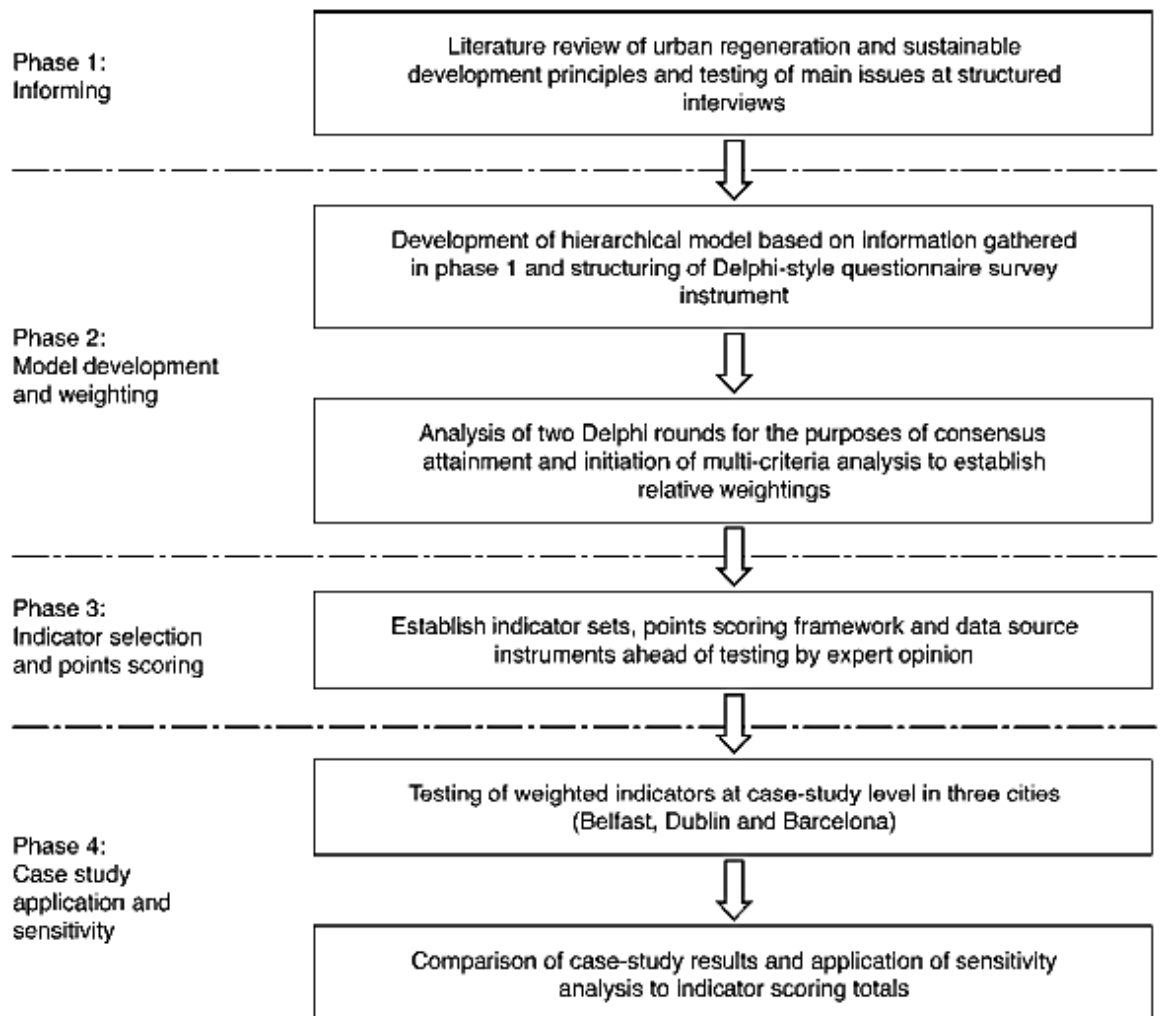 Phase 1:
Informing
Literature review of urban regeneration and sustainable
development principles and testing of main issues at structured
interviews
Phase 2:
Model development
and weighting
Development of hierarchical model based on information gathered
in phase 1 and structuring of Delphi-style questionnaire survey
instrument
Analysis of two Delphi rounds for the purposes of consensus
attainment and initiation of multi-criteria analysis to establish
relative weightings
Phase 3:
Indicator selection
and points scoring
Establish indicator sets, points scoring framework and data source
instruments ahead of testing by expert opinion
Phase 4:
Case study
application and
sensitivity
Testing of weighted indicators at case-study level in three cities
(Belfast, Dublin and Barcelona)
Comparison of case-study results and application of sensitivity
analysis to indicator scoring totals